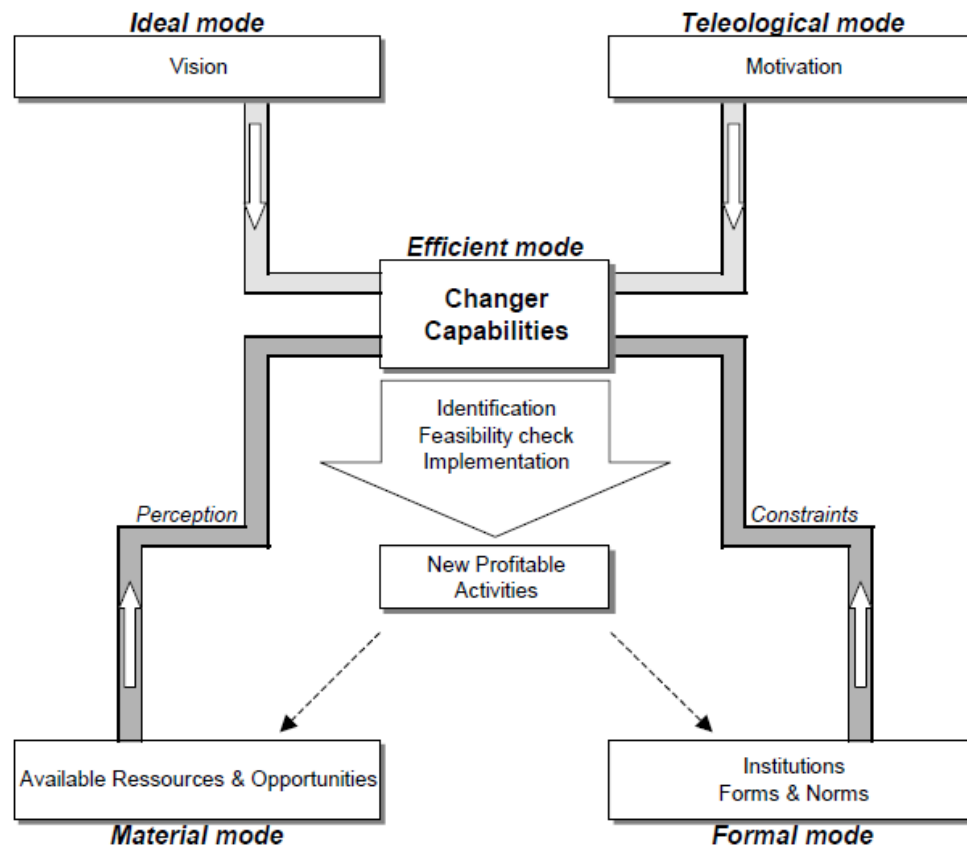 Ideal mode
Teleological mode
Vision
Motivation
Efficient mode
Changer
Capabilities
Identification
Feasibility check
Implementation
Perception
Constraints
New Profitable
Activities
Available Ressources & Opportunities
Institutions
Forms & Norms
Material mode
Formal mode